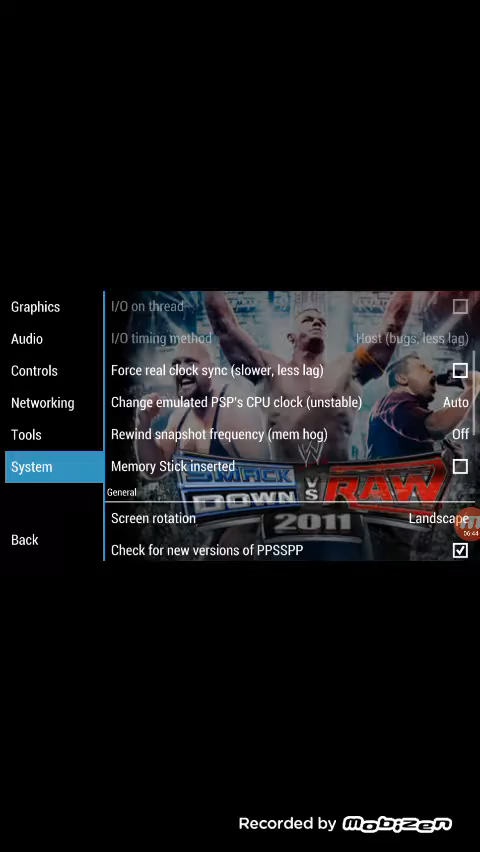 Graphics
Audio
Controls
Networking
Tools
System
Back
I/O on thread
I/O timing method Host (bugs, less lag)
Force real clock sync (slower, less lag)
Change emulated PSP's CPU clock (unstable) Auto
Rewind snapshot frequency (mem hog) Off
Memory Stick inserted
General
Screen rotation Landscape
Check for new versions of PPSSPP
W
SMACK
DOWN VS RAW
2011
06:44
Recorded by mobizen